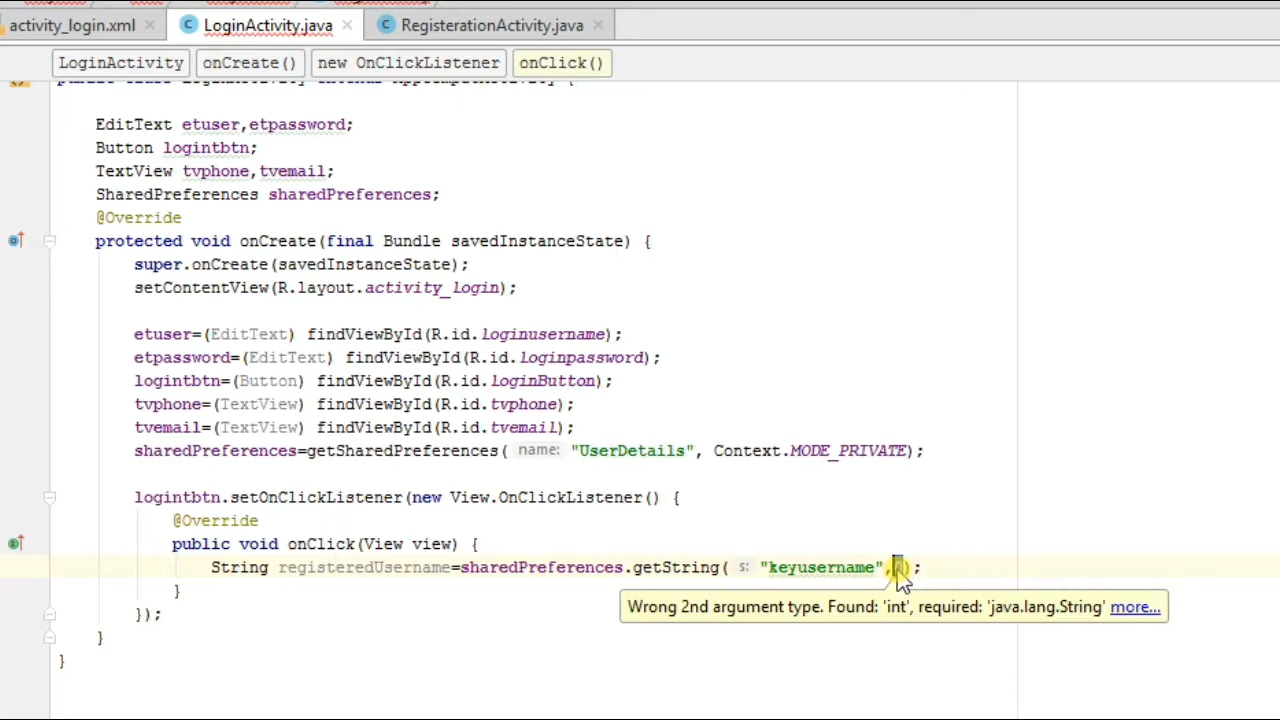 activity_login.xml LoginActivity.java RegisterationActivity.java
LoginActivity onCreate() new OnClickListener onClick()
EditText etuser,etpassword;
Button logintbtn;
TextView tvphone,tvemail;
SharedPreferences sharedPreferences;
@Override
protected void onCreate(final Bundle savedInstanceState) {
super.onCreate(savedInstanceState);
setContentView(R.layout.activity_login);
etuser=(EditText) findViewById(R.id.loginusername);
etpassword=(EditText) findViewById(R.id.loginpassword);
logintbtn=(Button) findViewById(R.id.loginButton);
tvphone=(TextView) findViewById(R.id.tvphone);
tvemail=(TextView) findViewById(R.id.tvemail);
sharedPreferences=getSharedPreferences( name: "UserDetails", Context.MODE_PRIVATE);
logintbtn.setOnClickListener(new View.OnClickListener() {
@Override
public void onClick(View view) {
String registeredUsername=sharedPreferences.getString( s: "keyusername", );
}
Wrong 2nd argument type. Found: 'int', required: 'java.lang.String' more...
});
}
}